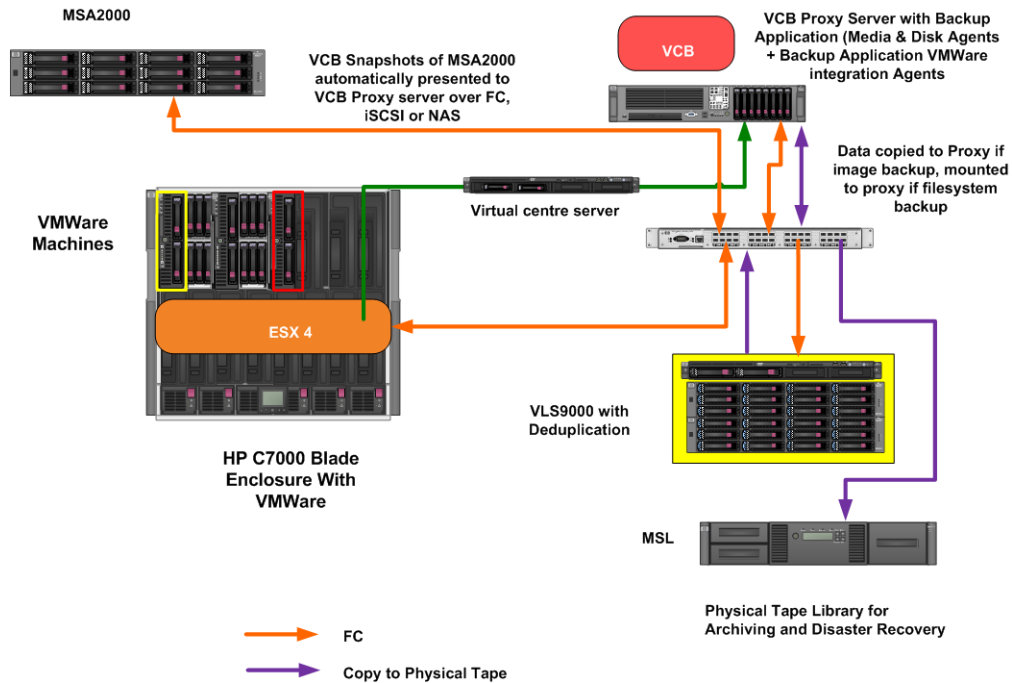 MSA2000
VCB Snapshots of MSA2000
automatically presented to
VCB Proxy server over FC,
iSCSI or NAS
VCB
VCB Proxy Server with Backup
Application (Media & Disk Agents
+ Backup Application VMWare
integration Agents
Data copied to Proxy if
image backup, mounted
to proxy if filesystem
backup
Virtual centre server
VMWare
Machines
ESX 4
HP C7000 Blade
Enclosure With
VMWare
VLS9000 with
Deduplication
MSL
Physical Tape Library for
Archiving and Disaster Recovery
FC
Copy to Physical Tape